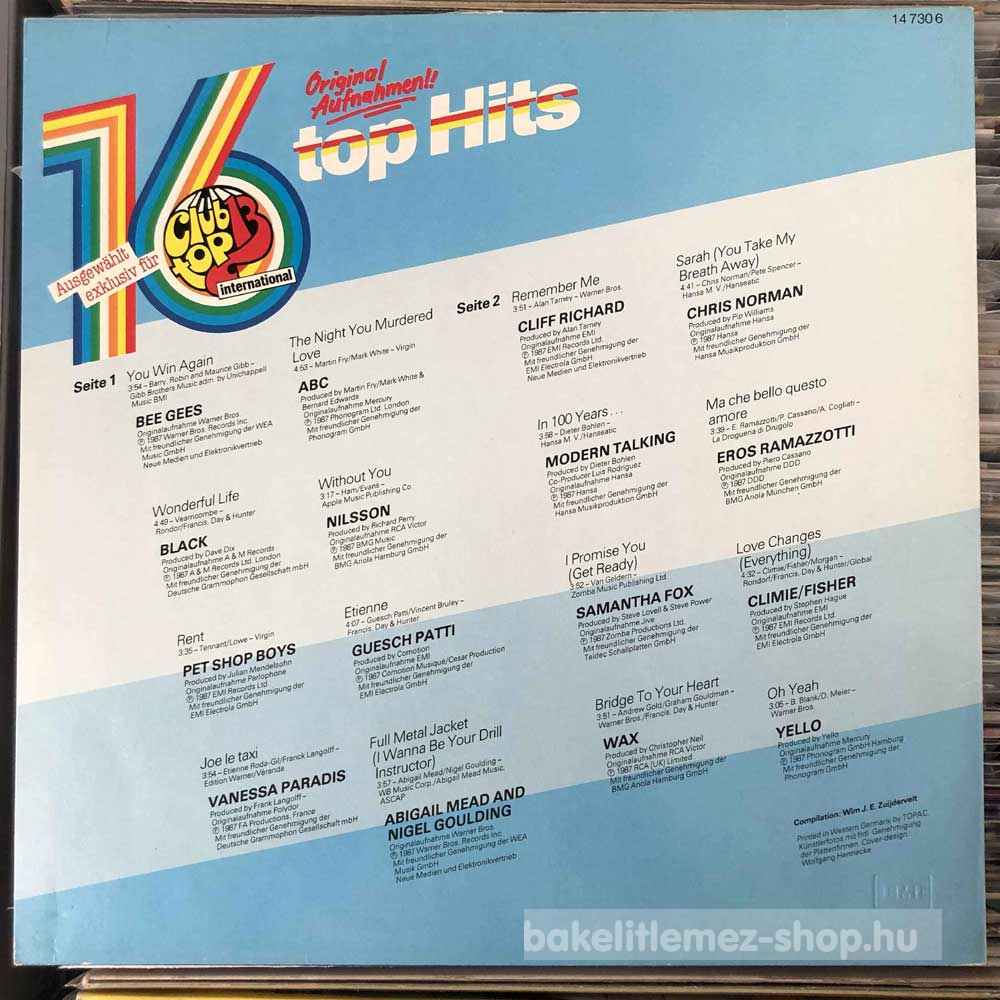 14 730 6
16
Original
Aufnahmen!!
top Hits
Ausgewählt
exklusiv für
Club
top 13
international
Seite 1
You Win Again
3:54 – Barry, Robin and Maurice Gibb –
Gibb Brothers Music adm. by Unichappell
Music BMI
BEE GEES
Originalaufnahme Warner Bros.
Ⓟ 1987 Warner Bros. Records Inc.
Mit freundlicher Genehmigung der WEA
Music GmbH
Neue Medien und Elektronikvertrieb
Wonderful Life
4:49 – Vearncombe –
Rondor/Francis, Day & Hunter
BLACK
Produced by Dave Dix
Originalaufnahme A & M Records
Ⓟ 1987 A & M Records Ltd. London
Mit freundlicher Genehmigung der
Deutsche Grammophon Gesellschaft mbH
Rent
3:35 – Tennant/Lowe – Virgin
PET SHOP BOYS
Produced by Julian Mendelsohn
Originalaufnahme Parlophone
Ⓟ 1987 EMI Records Ltd.
Mit freundlicher Genehmigung der
EMI Electrola GmbH
Joe le taxi
3:54 – Etienne Roda-Gil/Franck Langolff –
Edition Warner/Veranda
VANESSA PARADIS
Produced by Frank Langolff –
Originalaufnahme Polydor
Ⓟ 1987 FA Productions, France
Mit freundlicher Genehmigung der
Deutsche Grammophon Gesellschaft mbH
The Night You Murdered
Love
4:53 – Martin Fry/Mark White – Virgin
ABC
Produced by Martin Fry/Mark White &
Bernard Edwards
Originalaufnahme Mercury
Ⓟ 1987 Phonogram Ltd. London
Mit freundlicher Genehmigung der
Phonogram GmbH
Without You
3:17 – Ham/Evans –
Apple Music Publishing Co.
NILSSON
Produced by Richard Perry
Originalaufnahme RCA Victor
Ⓟ 1987 BMG Music
Mit freundlicher Genehmigung der
BMG Ariola Hamburg GmbH
Etienne
4:07 – Guesch Patti/Vincent Bruley –
Francis, Day & Hunter
GUESCH PATTI
Produced by Comotion
Originalaufnahme EMI
Ⓟ 1987 Comotion Musique/Cesar Production
Mit freundlicher Genehmigung der
EMI Electrola GmbH
Full Metal Jacket
(I Wanna Be Your Drill
Instructor)
3:57 – Abigail Mead/Nigel Goulding –
WB Music Corp./Abigail Mead Music,
ASCAP
ABIGAIL MEAD AND
NIGEL GOULDING
Originalaufnahme Warner Bros.
Ⓟ 1987 Warner Bros. Records Inc.
Mit freundlicher Genehmigung der WEA
Musik GmbH
Neue Medien und Elektronikvertrieb
Seite 2
Remember Me
3:51 – Alan Tarney – Warner Bros.
CLIFF RICHARD
Produced by Alan Tarney
Originalaufnahme EMI
Ⓟ 1987 EMI Records Ltd.
Mit freundlicher Genehmigung der
EMI Electrola GmbH
Neue Medien und Elektronikvertrieb
In 100 Years . . .
3:56 – Dieter Bohlen –
Hansa M. V./Hanseatic
MODERN TALKING
Produced by Dieter Bohlen
Co-Producer Luis Rodriguez
Originalaufnahme Hansa
Ⓟ 1987 Hansa
Mit freundlicher Genehmigung der
Hansa Musikproduktion GmbH
I Promise You
(Get Ready)
3:52 – Van Geldern –
Zomba Music Publishing Ltd.
SAMANTHA FOX
Produced by Steve Lovell & Steve Power
Originalaufnahme Jive
Ⓟ 1987 Zomba Productions Ltd.
Mit freundlicher Genehmigung der
Teldec Schallplatten GmbH
Bridge To Your Heart
3:51 – Andrew Gold/Graham Gouldman –
Warner Bros./Francis, Day & Hunter
WAX
Produced by Christopher Neil
Originalaufnahme RCA Victor
Ⓟ 1987 RCA (UK) Limited
Mit freundlicher Genehmigung der
BMG Ariola Hamburg GmbH
Sarah (You Take My
Breath Away)
4:41 – Chris Norman/Pete Spencer –
Hansa M. V./Hanseatic
CHRIS NORMAN
Produced by Pip Williams
Originalaufnahme Hansa
Ⓟ 1987 Hansa
Mit freundlicher Genehmigung der
Hansa Musikproduktion GmbH
Ma che bello questo
amore
3:39 – E. Ramazzotti/P. Cassano/A. Cogliati –
La Drogueria di Drugolo
EROS RAMAZZOTTI
Produced by Piero Cassano
Originalaufnahme DDD
Ⓟ 1987 DDD
Mit freundlicher Genehmigung der
BMG Ariola München GmbH
Love Changes
(Everything)
4:32 – Climie/Fisher/Morgan –
Rondor/Francis, Day & Hunter/Global
CLIMIE/FISHER
Produced by Stephen Hague
Originalaufnahme EMI
Ⓟ 1987 EMI Records Ltd.
Mit freundlicher Genehmigung der
EMI Electrola GmbH
Oh Yeah
3:05 – B. Blank/D. Meier –
Warner Bros.
YELLO
Produced by Yello
Originalaufnahme Mercury
Ⓟ 1987 Phonogram GmbH Hamburg
Mit freundlicher Genehmigung der
Phonogram GmbH
Compilation: Wim J. E. Zuijderveit
Printed in Western Germany by TOPAC.
Künstlerfotos mit frdl. Genehmigung
der Plattenfirmen. Cover-design:
Wolfgang Hannecke
bakelitlemez-shop.hu